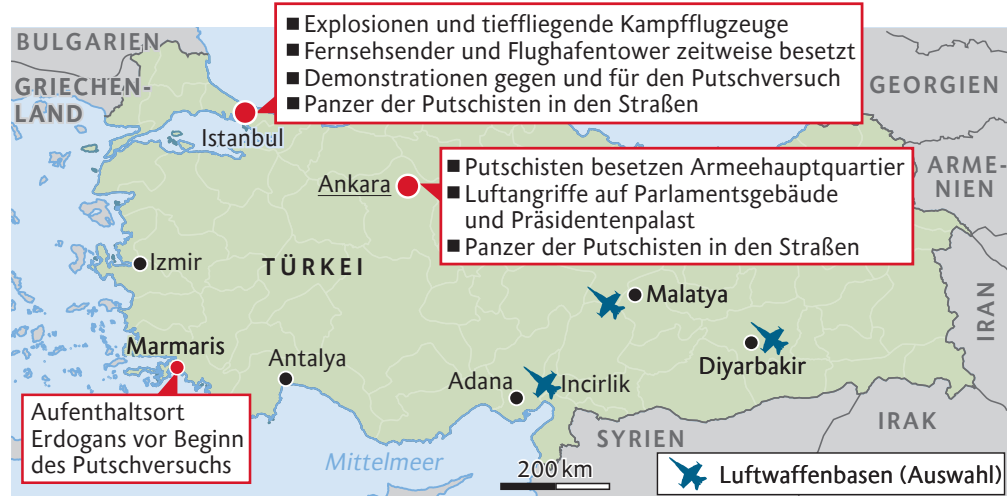 ■ Explosionen und tieffliegende Kampfflugzeuge
■ Fernsehsender und Flughafentower zeitweise besetzt
■ Demonstrationen gegen und für den Putschversuch
■ Panzer der Putschisten in den Straßen
BULGARIEN
GRIECHEN-
LAND
GEORGIEN
Istanbul
■ Putschisten besetzen Armeehauptquartier
■ Luftangriffe auf Parlamentsgebäude
und Präsidentenpalast
■ Panzer der Putschisten in den Straßen
ARME-
NIEN
Ankara
Izmir
TÜRKEI
Malatya
IRAN
Marmaris
Antalya
Diyarbakir
Adana
Incirlik
Aufenthaltsort
Erdogans vor Beginn
des Putschversuchs
SYRIEN
IRAK
Mittelmeer
200 km
Luftwaffenbasen (Auswahl)